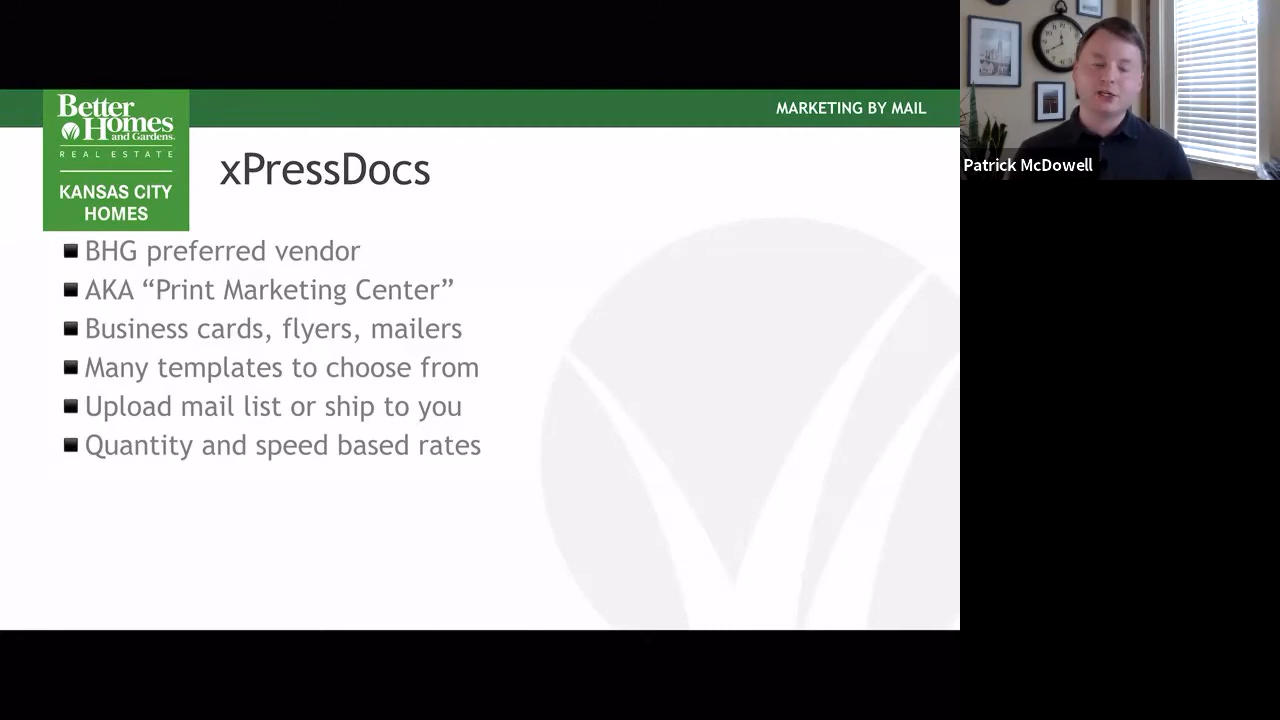 Better
Homes
and Gardens.
REAL ESTATE
KANSAS CITY
HOMES
MARKETING BY MAIL
xPressDocs
BHG preferred vendor
AKA “Print Marketing Center”
Business cards, flyers, mailers
Many templates to choose from
Upload mail list or ship to you
Quantity and speed based rates
Patrick McDowell